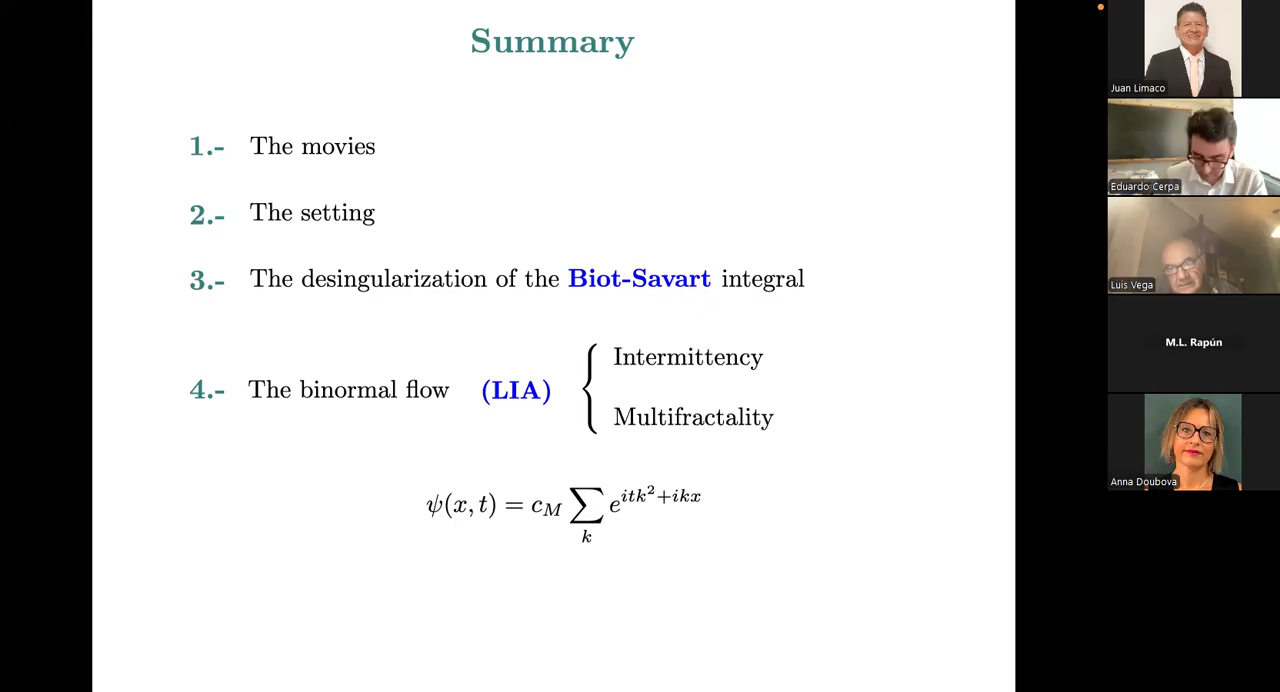 Summary
1.- The movies
2.- The setting
3.- The desingularization of the Biot-Savart integral
4.- The binormal flow (LIA) { Intermittency
Multifractality
ψ(x, t) = c_M ∑_k e^{itk^2+ikx}
Juan Limaco
Eduardo Cerpa
Luis Vega
M.L. Rapún
Anna Doubova